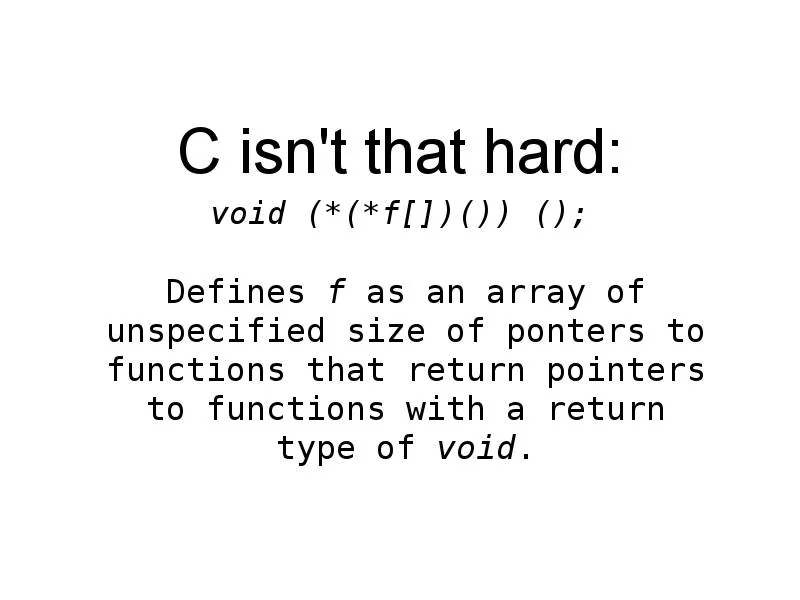 C isn't that hard:
void (*(*f[])()) ();
Defines f as an array of
unspecified size of ponters to
functions that return pointers
to functions with a return
type of void.